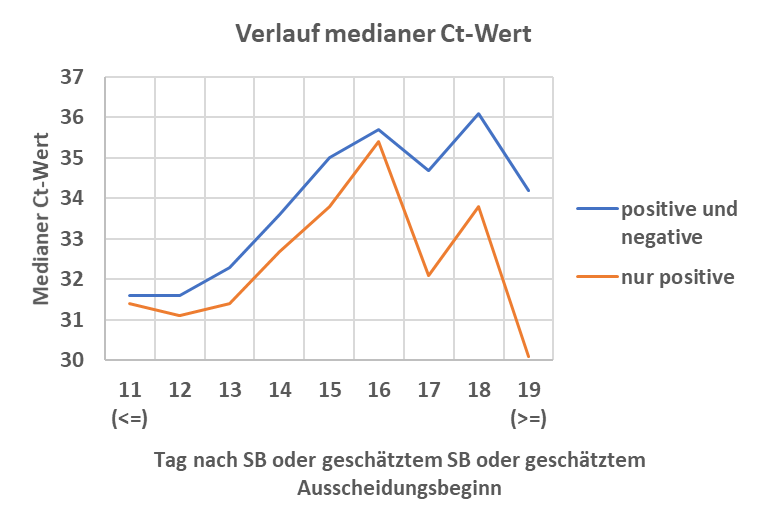 Verlauf medianer Ct-Wert
37
36
35
34
33
32
31
30
Medianer Ct-Wert
11 12 13 14 15 16 17 18 19
(<=) (>=)
Tag nach SB oder geschätztem SB oder geschätztem
Ausscheidungsbeginn
positive und
negative
nur positive